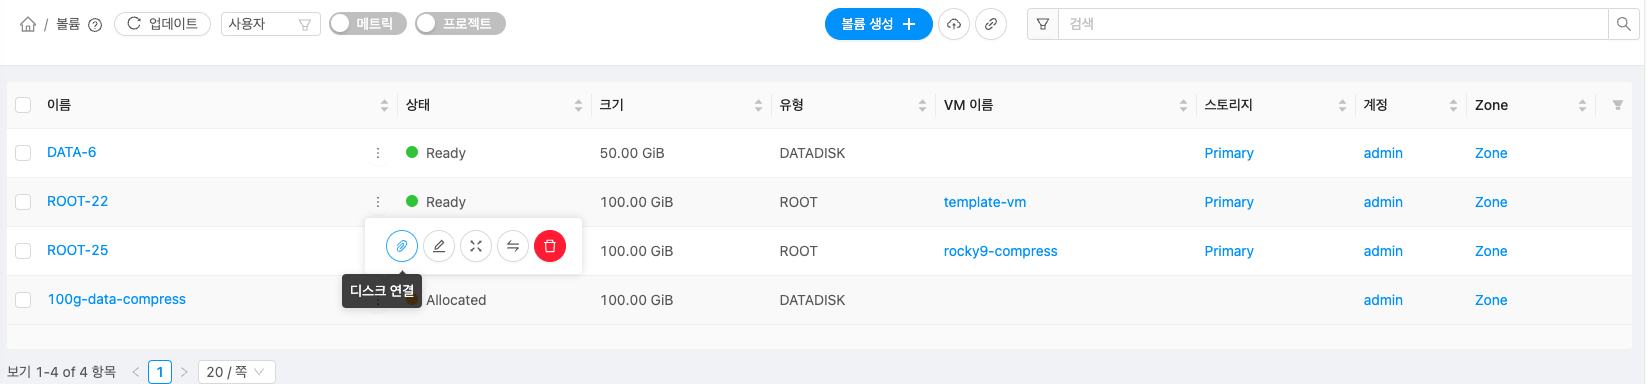 / 볼륨 업데이트 사용자 메트릭 프로젝트 볼륨 생성 + 검색
이름 상태 크기 유형 VM 이름 스토리지 계정 Zone
DATA-6 Ready 50.00 GiB DATADISK Primary admin Zone
ROOT-22 Ready 100.00 GiB ROOT template-vm Primary admin Zone
ROOT-25 100.00 GiB ROOT rocky9-compress Primary admin Zone
디스크 연결
100g-data-compress Allocated 100.00 GiB DATADISK admin Zone
보기 1-4 of 4 항목 < 1 > 20 / 쪽